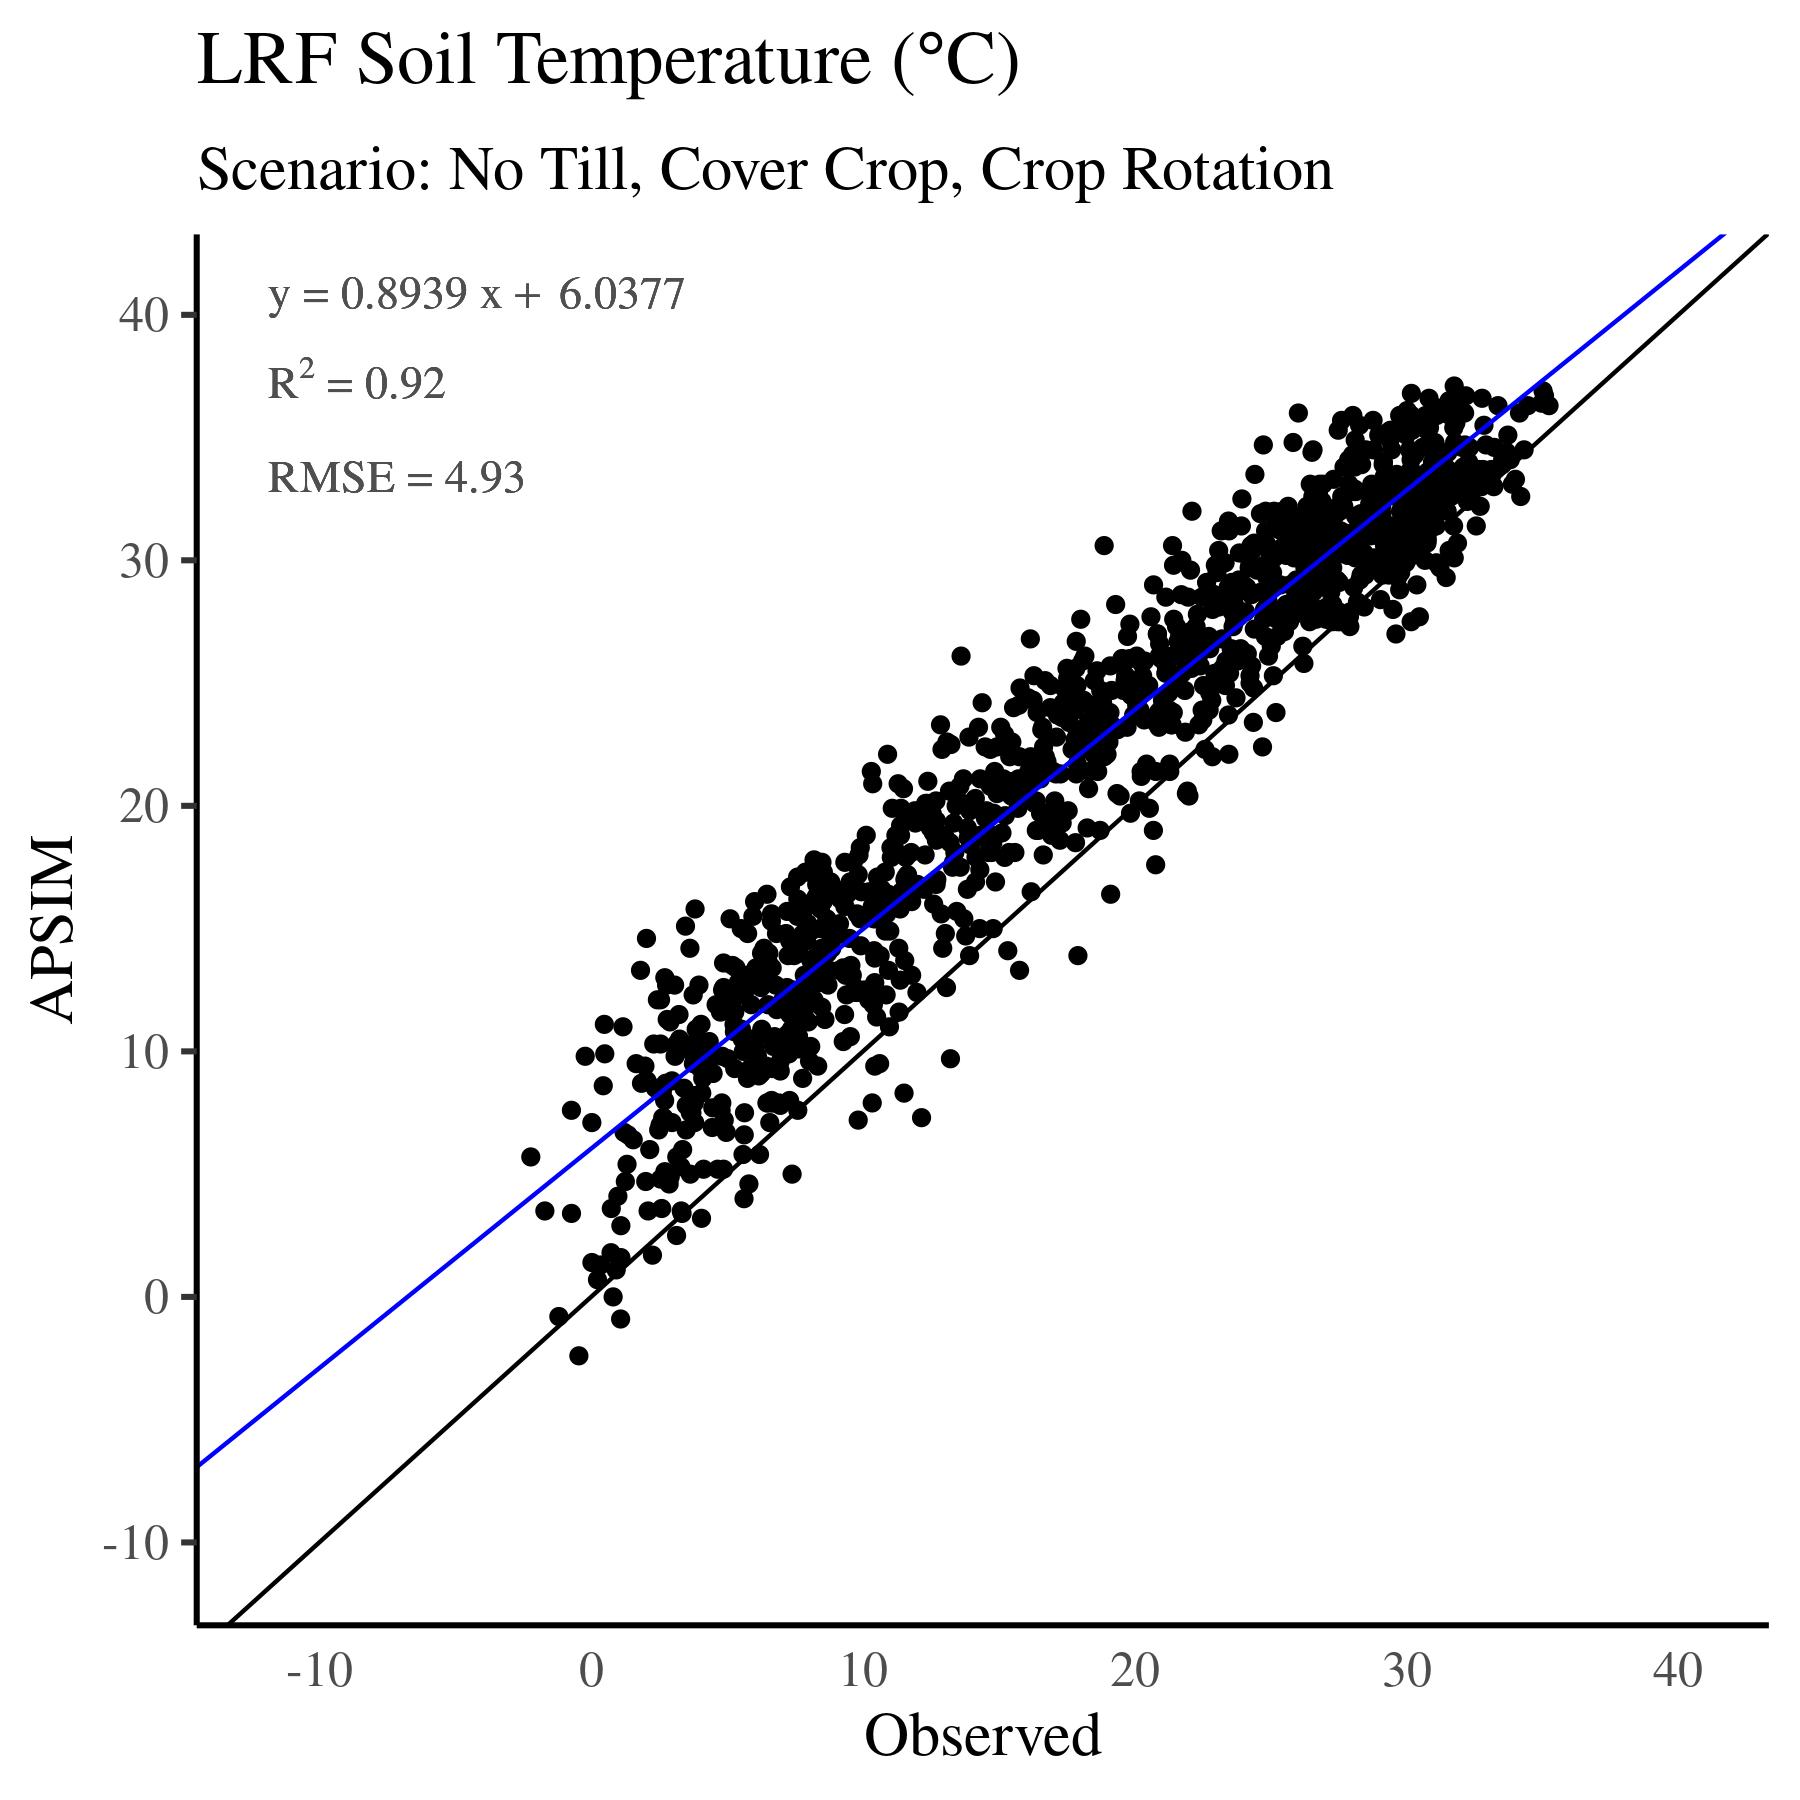 LRF Soil Temperature (°C)
Scenario: No Till, Cover Crop, Crop Rotation
y = 0.8939 x + 6.0377
R² = 0.92
RMSE = 4.93
APSIM
40
30
20
10
0
-10
-10 0 10 20 30 40
Observed